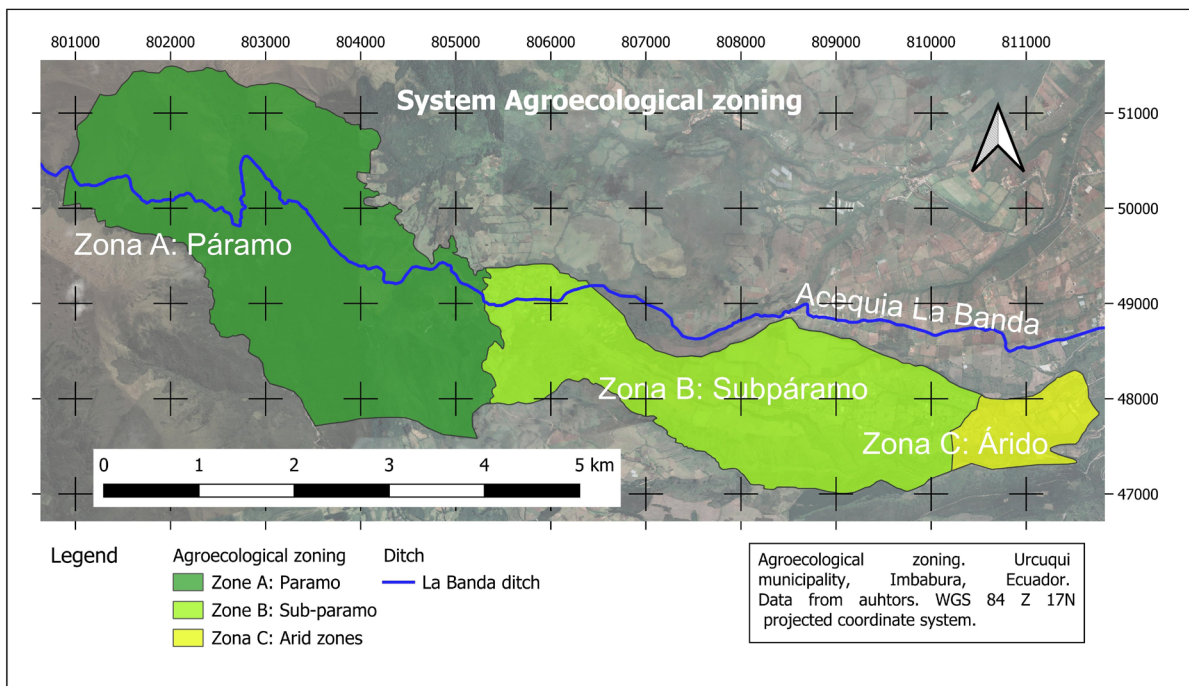 801000 802000 803000 804000 805000 806000 807000 808000 809000 810000 811000
System Agroecological zoning
51000
50000
Zona A: Páramo
49000
Acequia La Banda
Zona B: Subpáramo
48000
Zona C: Árido
0 1 2 3 4 5 km
47000
Legend
Agroecological zoning
Zone A: Paramo
Zone B: Sub-paramo
Zona C: Arid zones
Ditch
La Banda ditch
Agroecological zoning. Urcuqui
municipality, Imbabura, Ecuador.
Data from auhtors. WGS 84 Z 17N
projected coordinate system.